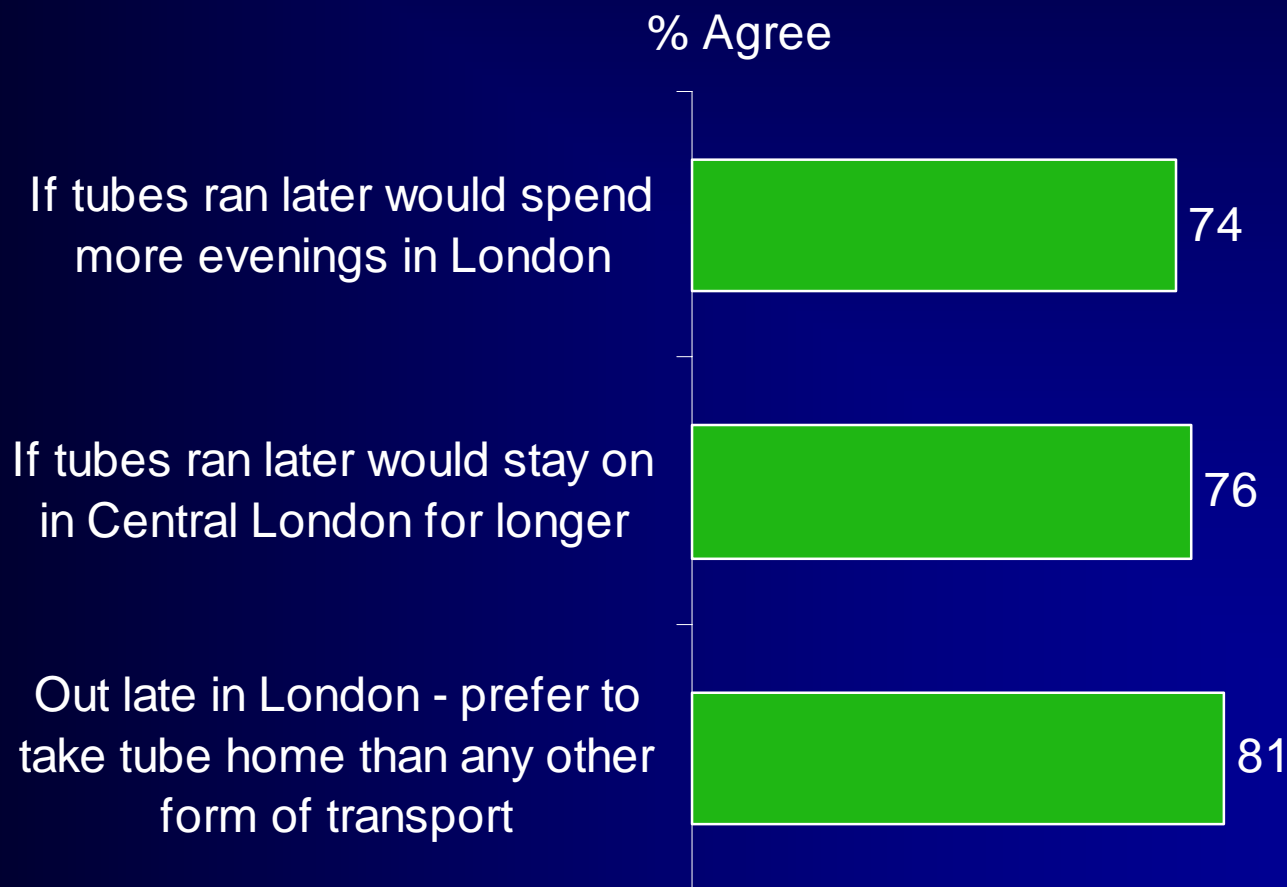 % Agree
If tubes ran later would spend
more evenings in London
74
If tubes ran later would stay on
in Central London for longer
76
Out late in London - prefer to
take tube home than any other
form of transport
81